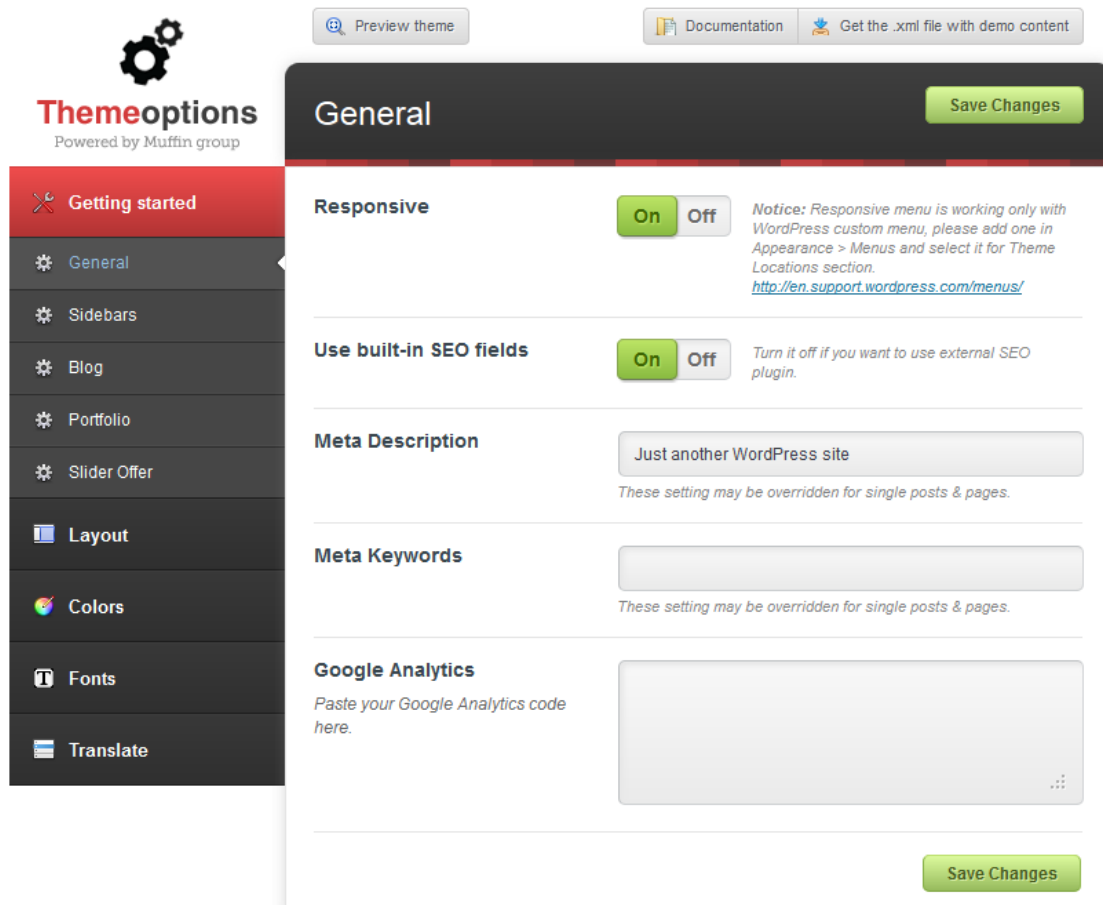 Preview theme
Documentation
Get the .xml file with demo content
Themeoptions
Powered by Muffin group
General
Save Changes
Getting started
General
Sidebars
Blog
Portfolio
Slider Offer
Layout
Colors
Fonts
Translate
Responsive
On Off
Notice: Responsive menu is working only with
WordPress custom menu, please add one in
Appearance > Menus and select it for Theme
Locations section.
http://en.support.wordpress.com/menus/
Use built-in SEO fields
On Off
Turn it off if you want to use external SEO
plugin.
Meta Description
Just another WordPress site
These setting may be overridden for single posts & pages.
Meta Keywords
These setting may be overridden for single posts & pages.
Google Analytics
Paste your Google Analytics code
here.
Save Changes